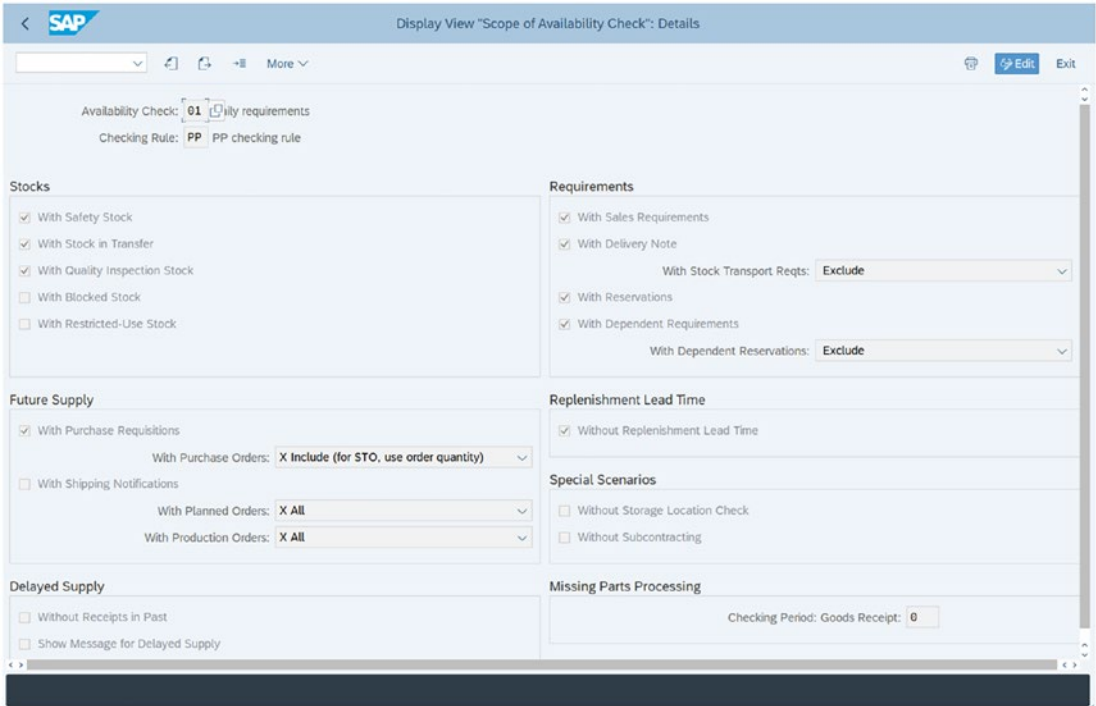 SAP
Display View "Scope of Availability Check": Details
More
Edit Exit
Availability Check: 01 ily requirements
Checking Rule: PP PP checking rule
Stocks
With Safety Stock
With Stock in Transfer
With Quality Inspection Stock
With Blocked Stock
With Restricted-Use Stock
Requirements
With Sales Requirements
With Delivery Note
With Stock Transport Reqts: Exclude
With Reservations
With Dependent Requirements
With Dependent Reservations: Exclude
Future Supply
With Purchase Requisitions
With Purchase Orders: X Include (for STO, use order quantity)
With Shipping Notifications
With Planned Orders: X All
With Production Orders: X All
Replenishment Lead Time
Without Replenishment Lead Time
Special Scenarios
Without Storage Location Check
Without Subcontracting
Delayed Supply
Without Receipts in Past
Show Message for Delayed Supply
Missing Parts Processing
Checking Period: Goods Receipt: 0